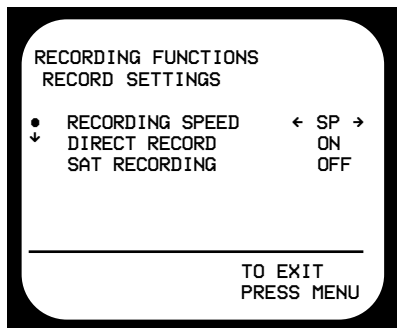 RECORDING FUNCTIONS
RECORD SETTINGS
● RECORDING SPEED ← SP →
↓ DIRECT RECORD ON
SAT RECORDING OFF
TO EXIT
PRESS MENU